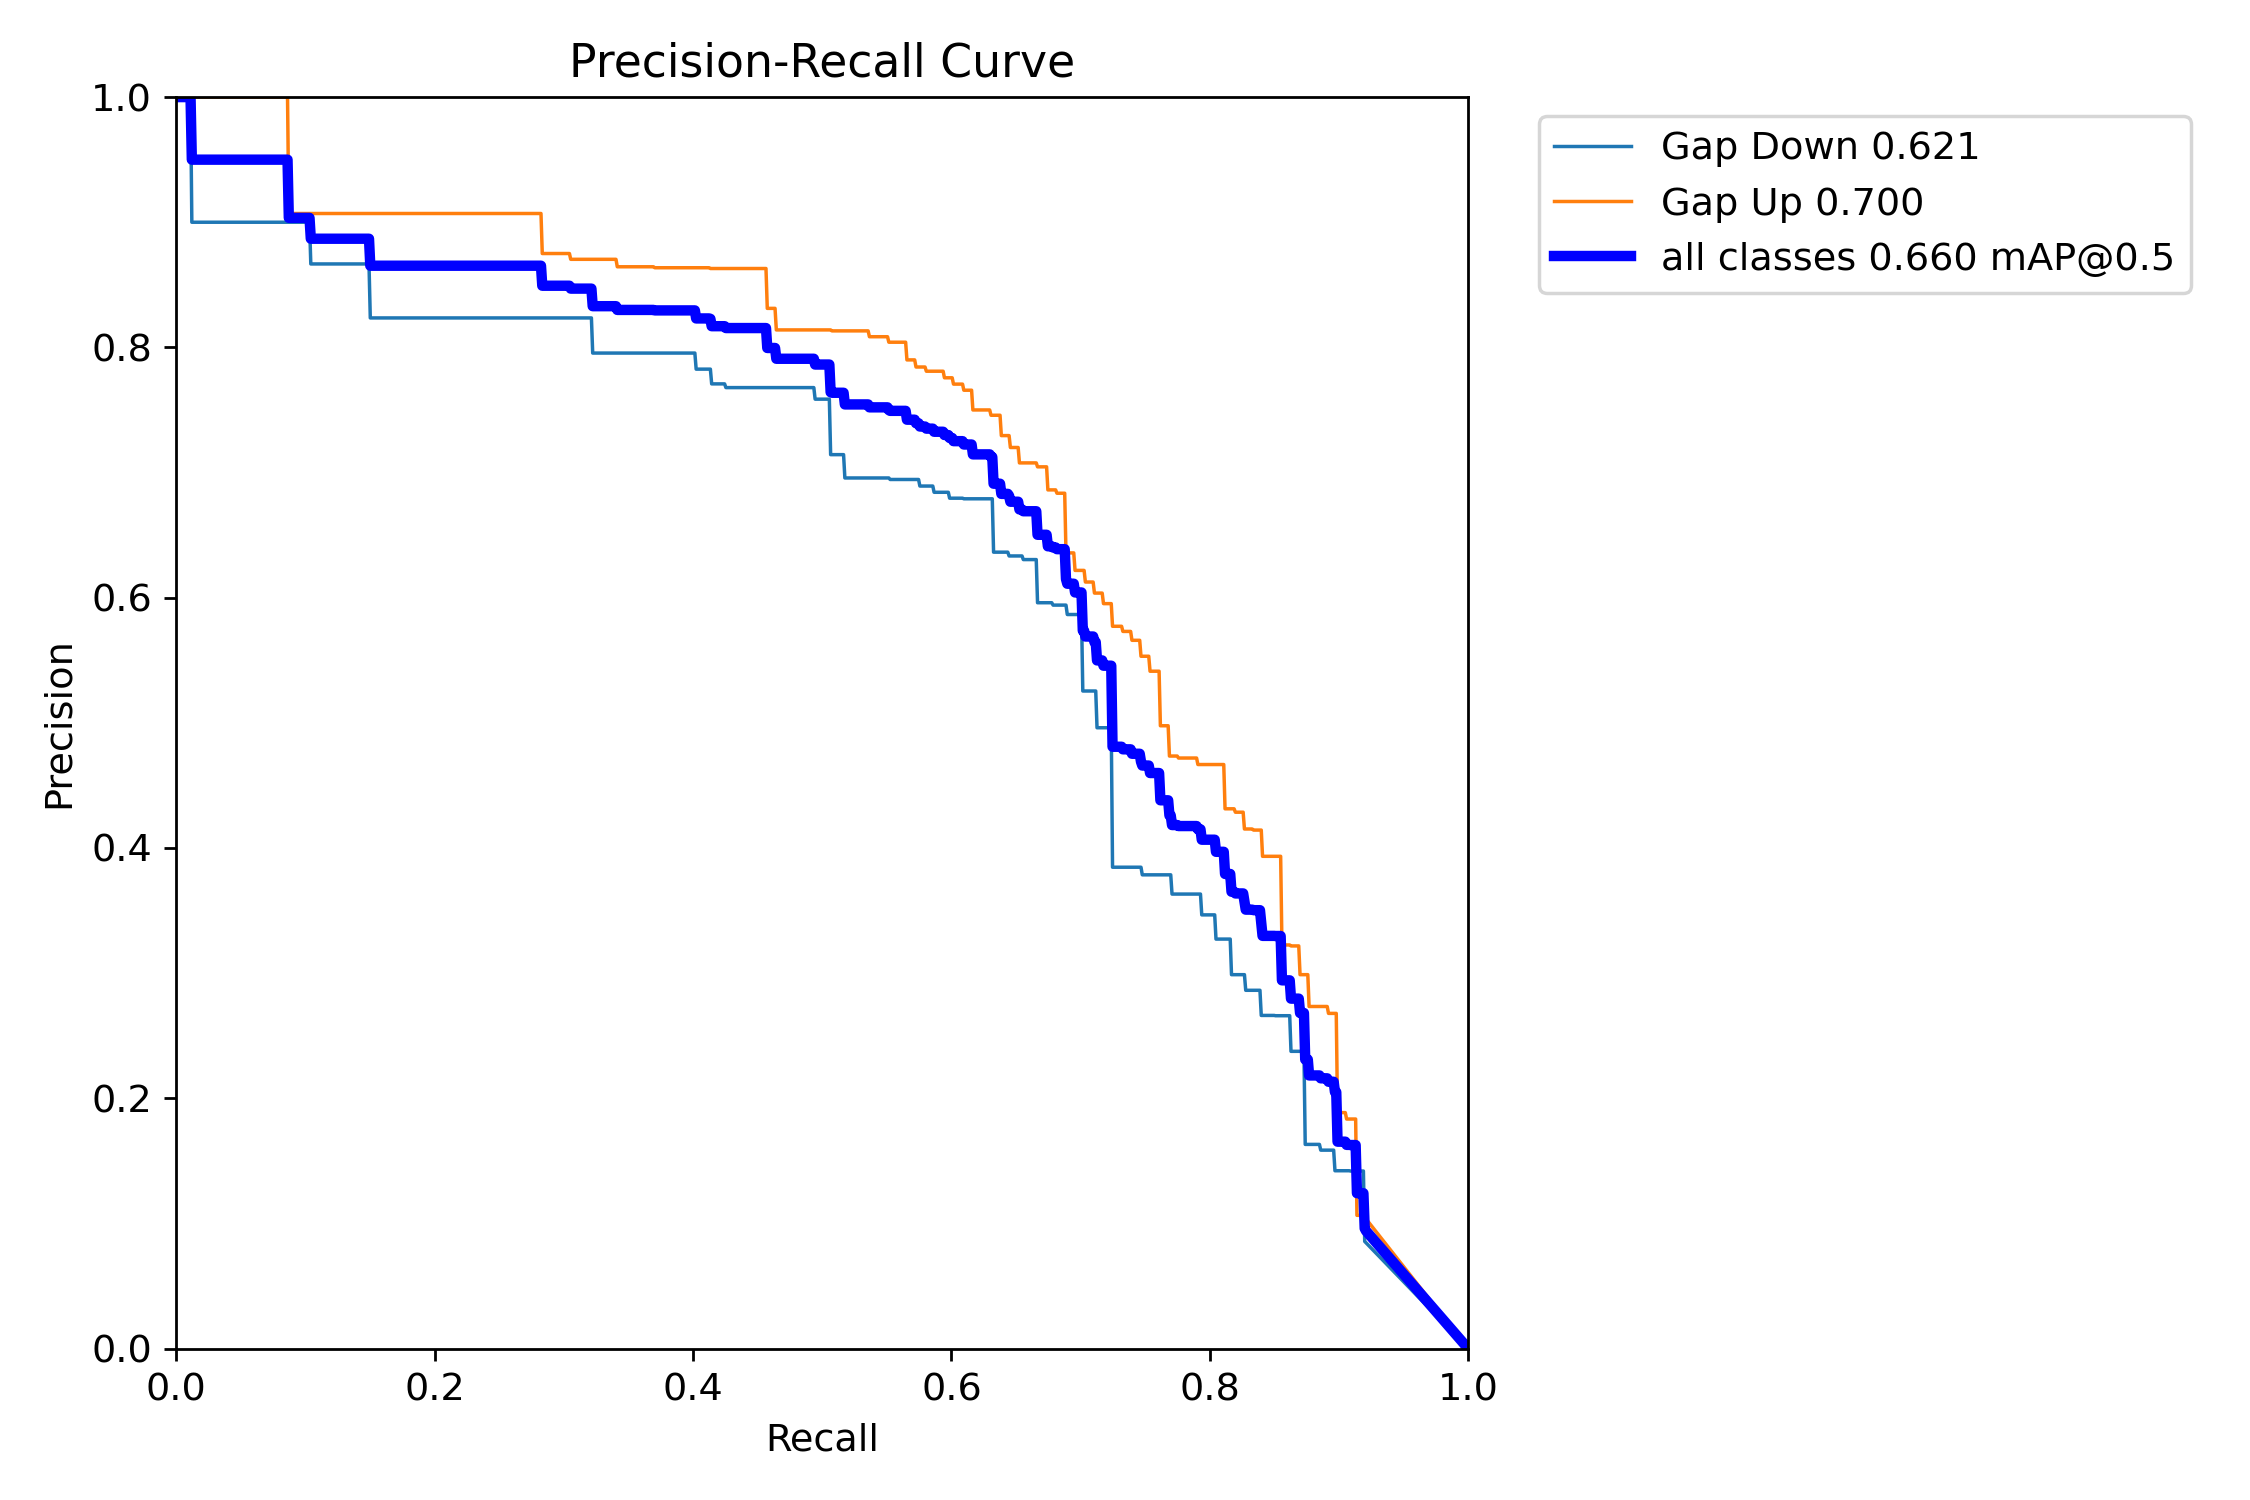 Precision-Recall Curve
1.0
0.8
0.6
0.4
0.2
0.0
Precision
0.0 0.2 0.4 0.6 0.8 1.0
Recall
Gap Down 0.621
Gap Up 0.700
all classes 0.660 mAP@0.5